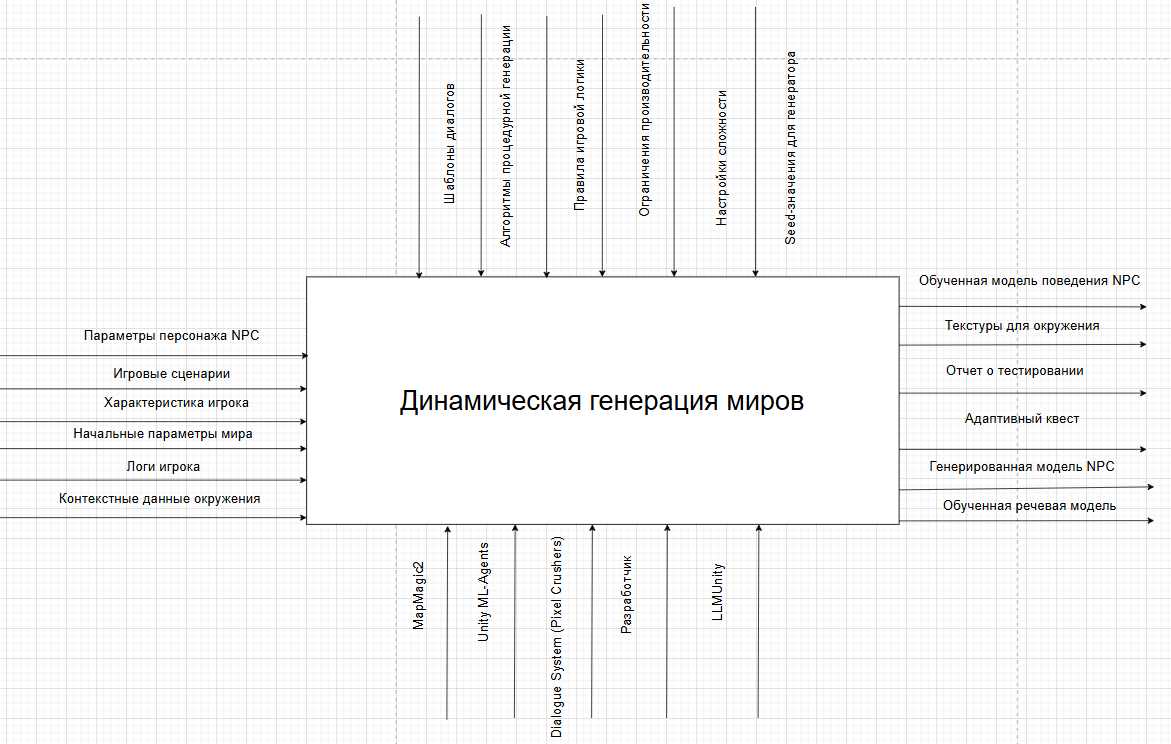 Шаблоны диалогов
Алгоритмы процедурной генерации
Правила игровой логики
Ограничения производительности
Настройки сложности
Seed-значения для генератора
Параметры персонажа NPC
Игровые сценарии
Характеристика игрока
Начальные параметры мира
Логи игрока
Контекстные данные окружения
Динамическая генерация миров
Обученная модель поведения NPC
Текстуры для окружения
Отчет о тестировании
Адаптивный квест
Генерированная модель NPC
Обученная речевая модель
MapMagic2
Unity ML-Agents
Dialogue System (Pixel Crushers)
Разработчик
LLMUnity